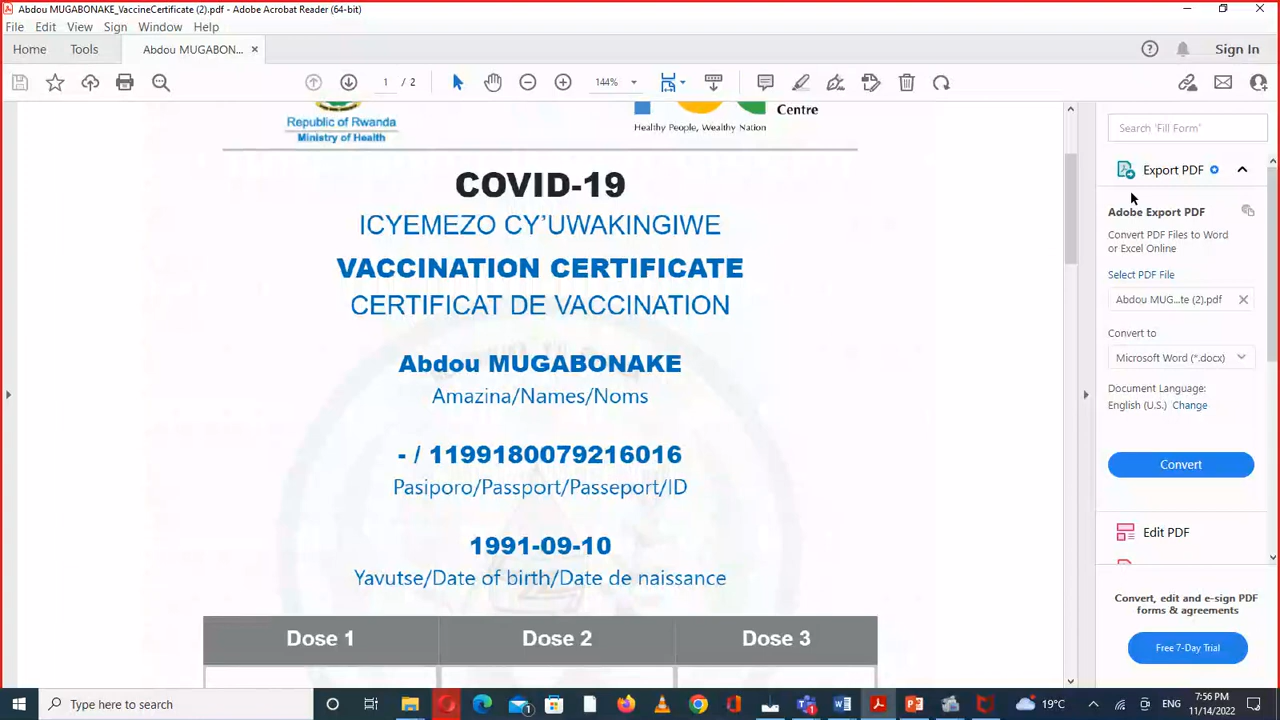 Abdou MUGABONAKE_VaccineCertificate (2).pdf - Adobe Acrobat Reader (64-bit)
File Edit View Sign Window Help
Home Tools Abdou MUGABON... × Sign In
1 / 2 144%
Republic of Rwanda
Ministry of Health
Centre
Healthy People, Wealthy Nation
COVID-19
ICYEMEZO CY’UWAKINGIWE
VACCINATION CERTIFICATE
CERTIFICAT DE VACCINATION
Abdou MUGABONAKE
Amazina/Names/Noms
- / 1199180079216016
Pasiporo/Passport/Passeport/ID
1991-09-10
Yavutse/Date of birth/Date de naissance
Dose 1 Dose 2 Dose 3
Search 'Fill Form'
Export PDF
Adobe Export PDF
Convert PDF Files to Word
or Excel Online
Select PDF File
Abdou MUG...te (2).pdf
Convert to
Microsoft Word (*.docx)
Document Language:
English (U.S.) Change
Convert
Edit PDF
Convert, edit and e-sign PDF
forms & agreements
Free 7-Day Trial
Type here to search
19°C
ENG
7:56 PM
11/14/2022